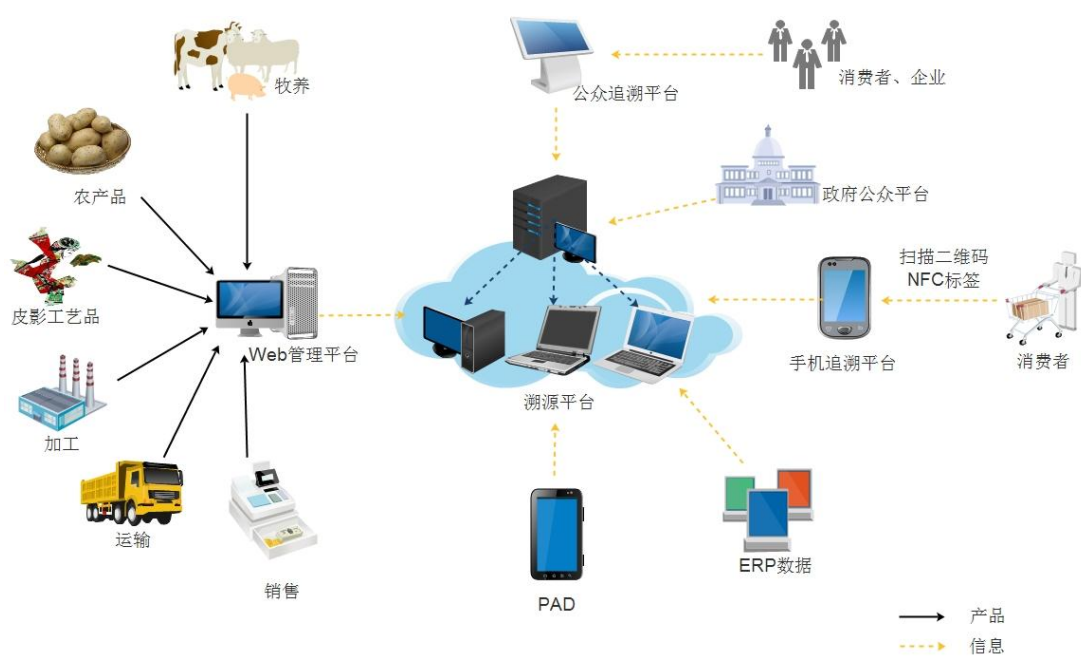 牧养
公众追溯平台
消费者、企业
农产品
政府公众平台
扫描二维码
NFC标签
皮影工艺品
Web管理平台
手机追溯平台
消费者
溯源平台
加工
运输
销售
PAD
ERP数据
产品
信息